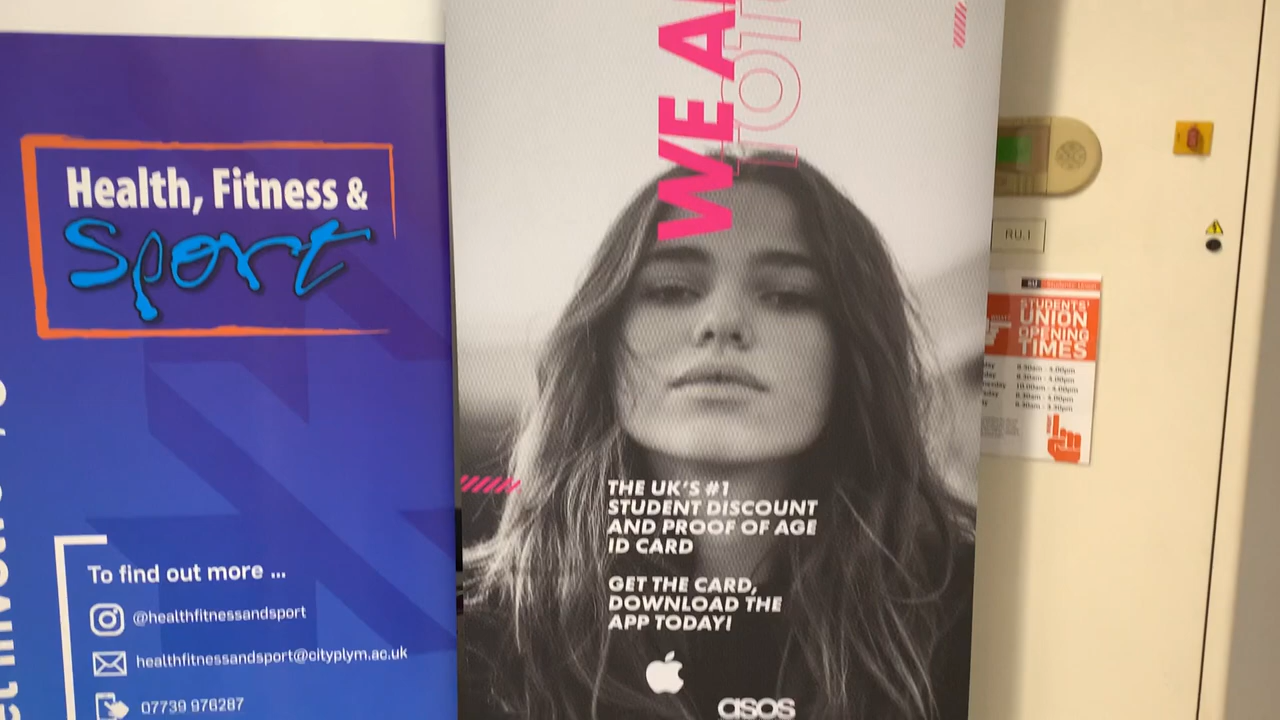 Health, Fitness &
Sport
To find out more ...
@healthfitnessandsport
healthfitnessandsport@cityplym.ac.uk
07739 976287
WE
THE UK'S #1
STUDENT DISCOUNT
AND PROOF OF AGE
ID CARD
GET THE CARD,
DOWNLOAD THE
APP TODAY!
asos
RU.1
STUDENTS'
UNION
OPENING
TIMES